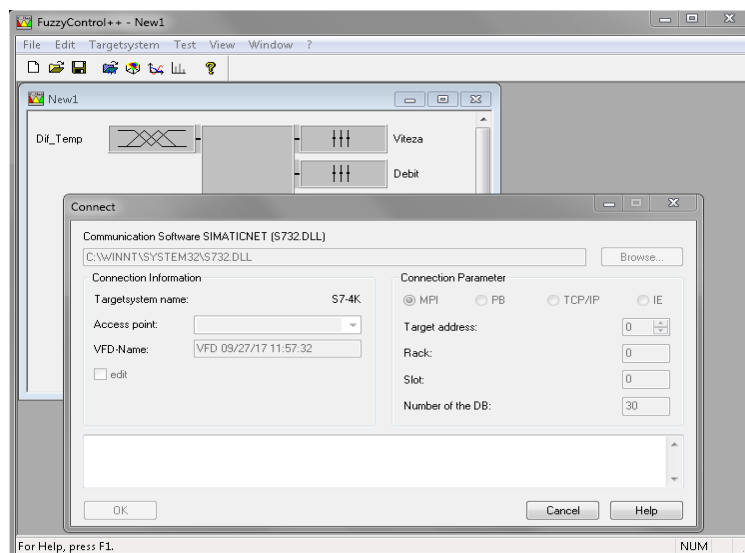 FuzzyControl++ - New1
File Edit Targetsystem Test View Window ?
New1
Dif_Temp
Viteza
Debit
Connect
Communication Software SIMATICNET (S732.DLL)
C:\WINNT\SYSTEM32\S732.DLL
Browse...
Connection Information
Targetsystem name: S7-4K
Access point:
VFD-Name: VFD 09/27/17 11:57:32
edit
Connection Parameter
MPI PB TCP/IP IE
Target address: 0
Rack: 0
Slot: 0
Number of the DB: 30
OK Cancel Help
For Help, press F1. NUM